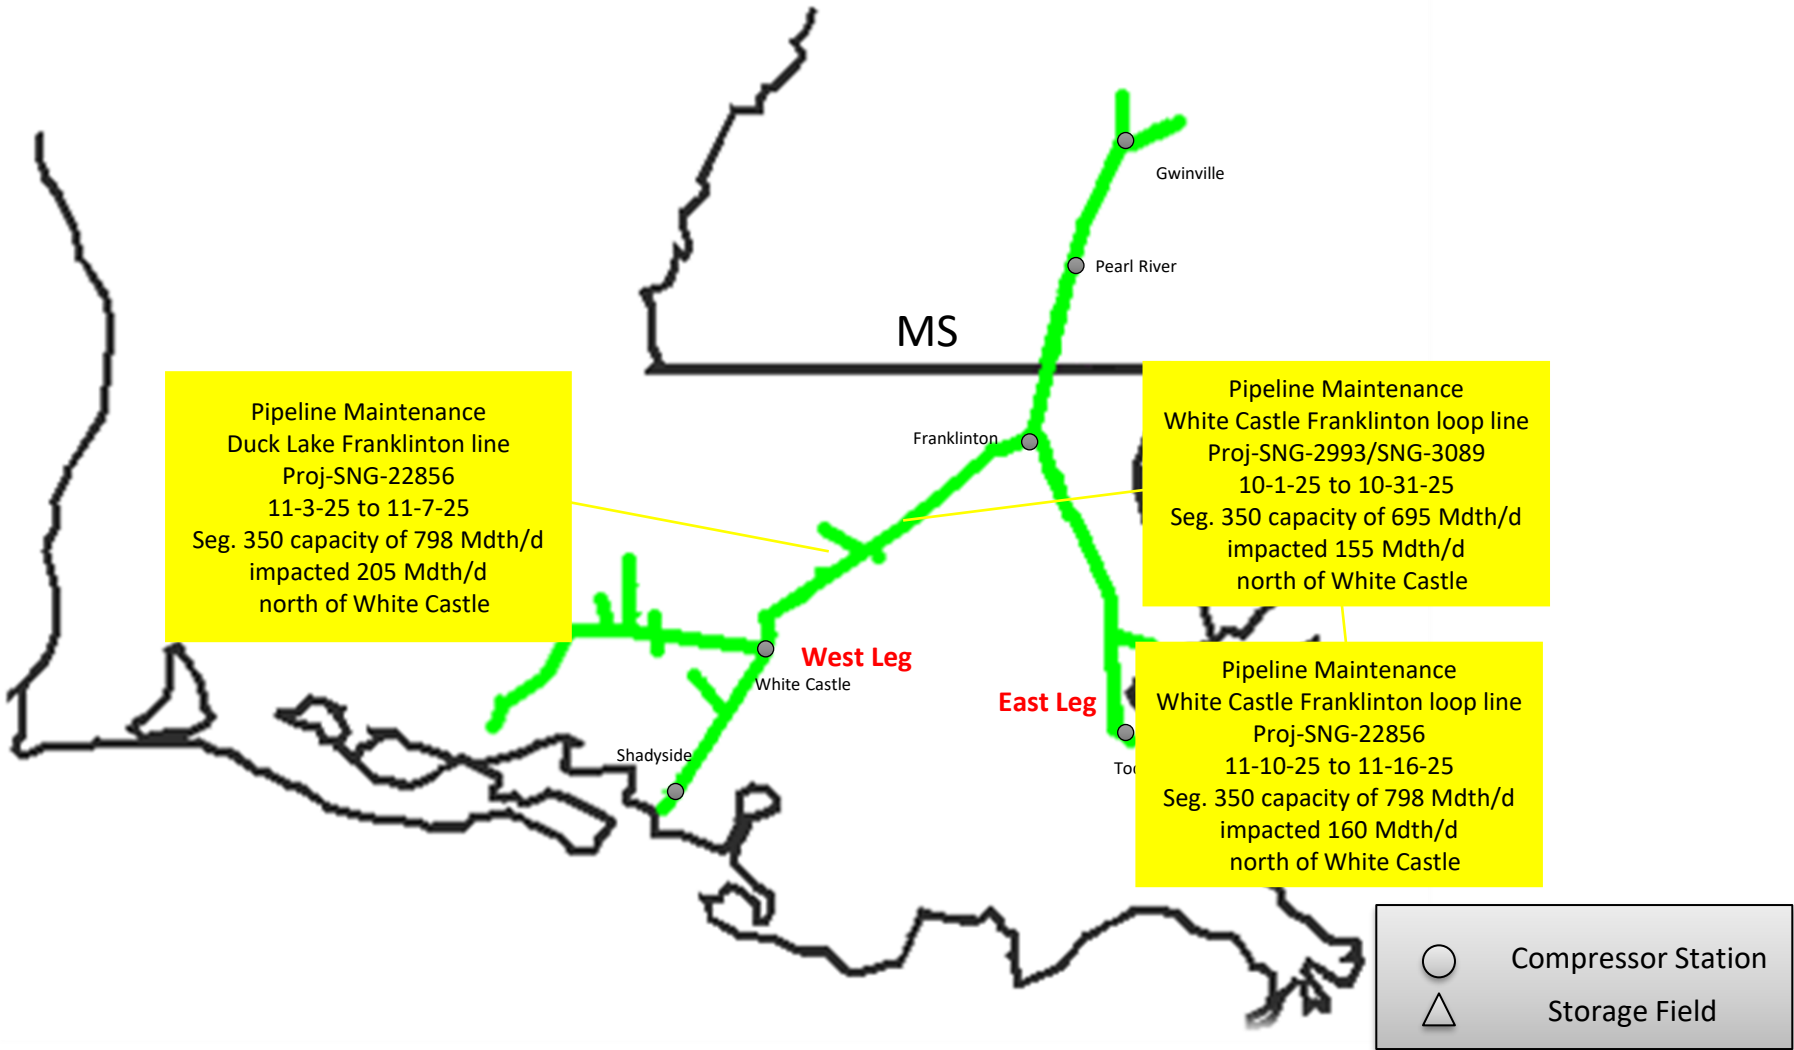 Gwinville
Pearl River
MS
Pipeline Maintenance
Duck Lake Franklinton line
Proj-SNG-22856
11-3-25 to 11-7-25
Seg. 350 capacity of 798 Mdth/d
impacted 205 Mdth/d
north of White Castle
Franklinton
Pipeline Maintenance
White Castle Franklinton loop line
Proj-SNG-2993/SNG-3089
10-1-25 to 10-31-25
Seg. 350 capacity of 695 Mdth/d
impacted 155 Mdth/d
north of White Castle
West Leg
White Castle
East Leg
Shadyside
Pipeline Maintenance
White Castle Franklinton loop line
Proj-SNG-22856
11-10-25 to 11-16-25
Seg. 350 capacity of 798 Mdth/d
impacted 160 Mdth/d
north of White Castle
Compressor Station
Storage Field